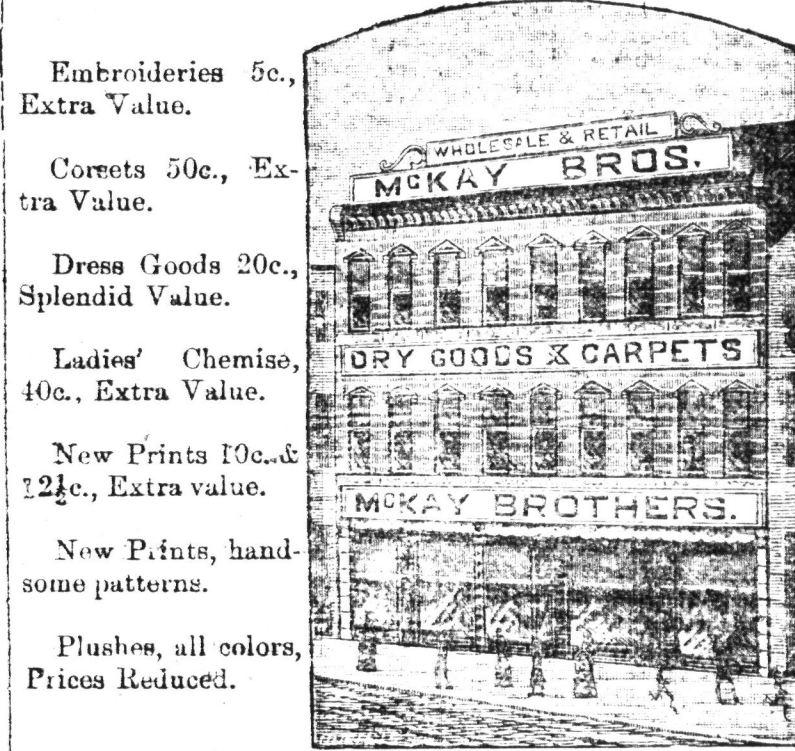 Embroideries 5c.,
Extra Value.
Corsets 50c., Ex-
tra Value.
Dress Goods 20c.,
Splendid Value.
Ladies' Chemise,
40c., Extra Value.
New Prints 10c. &
12½c., Extra value.
New Prints, hand-
some patterns.
Plushes, all colors,
Prices Reduced.
WHOLESALE & RETAIL
McKAY BROS.
DRY GOODS & CARPETS
McKAY BROTHERS.